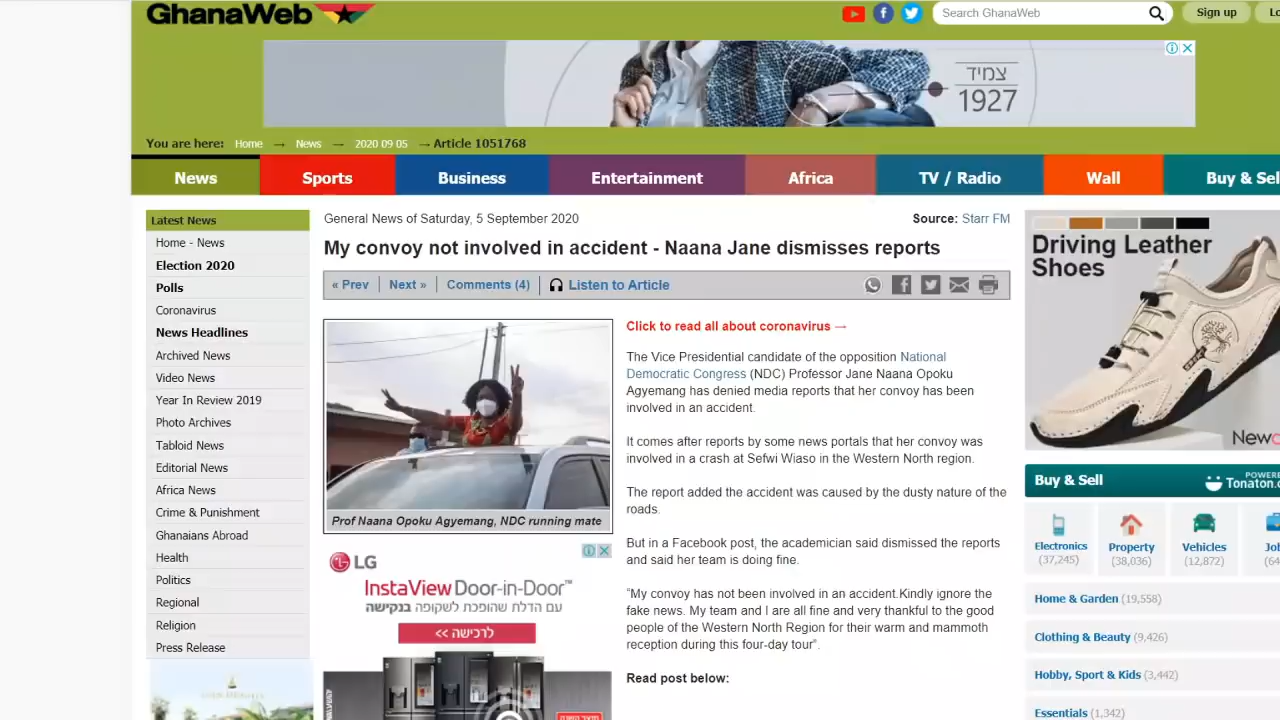 GhanaWeb
Search GhanaWeb
Sign up
צמיד
1927
You are here: Home → News → 2020 09 05 → Article 1051768
News Sports Business Entertainment Africa TV / Radio Wall Buy & Sel
Latest News
Home - News
Election 2020
Polls
Coronavirus
News Headlines
Archived News
Video News
Year In Review 2019
Photo Archives
Tabloid News
Editorial News
Africa News
Crime & Punishment
Ghanaians Abroad
Health
Politics
Regional
Religion
Press Release
General News of Saturday, 5 September 2020
Source: Starr FM
My convoy not involved in accident - Naana Jane dismisses reports
« Prev Next » Comments (4) Listen to Article
Prof Naana Opoku Agyemang, NDC running mate
LG
InstaView Door-in-Door™
עם הדלת שהופכת לשקופה בנקישה
לרכישה >>
Click to read all about coronavirus →
The Vice Presidential candidate of the opposition National
Democratic Congress (NDC) Professor Jane Naana Opoku
Agyemang has denied media reports that her convoy has been
involved in an accident.
It comes after reports by some news portals that her convoy was
involved in a crash at Sefwi Wiaso in the Western North region.
The report added the accident was caused by the dusty nature of the
roads.
But in a Facebook post, the academician said dismissed the reports
and said her team is doing fine.
“My convoy has not been involved in an accident.Kindly ignore the
fake news. My team and I are all fine and very thankful to the good
people of the Western North Region for their warm and mammoth
reception during this four-day tour”.
Read post below:
Driving Leather
Shoes
Buy & Sell
POWERE
Tonaton.c
Electronics
(37,245)
Property
(38,036)
Vehicles
(12,872)
Jo
(64
Home & Garden (19,558)
Clothing & Beauty (9,426)
Hobby, Sport & Kids (3,442)
Essentials (1,342)